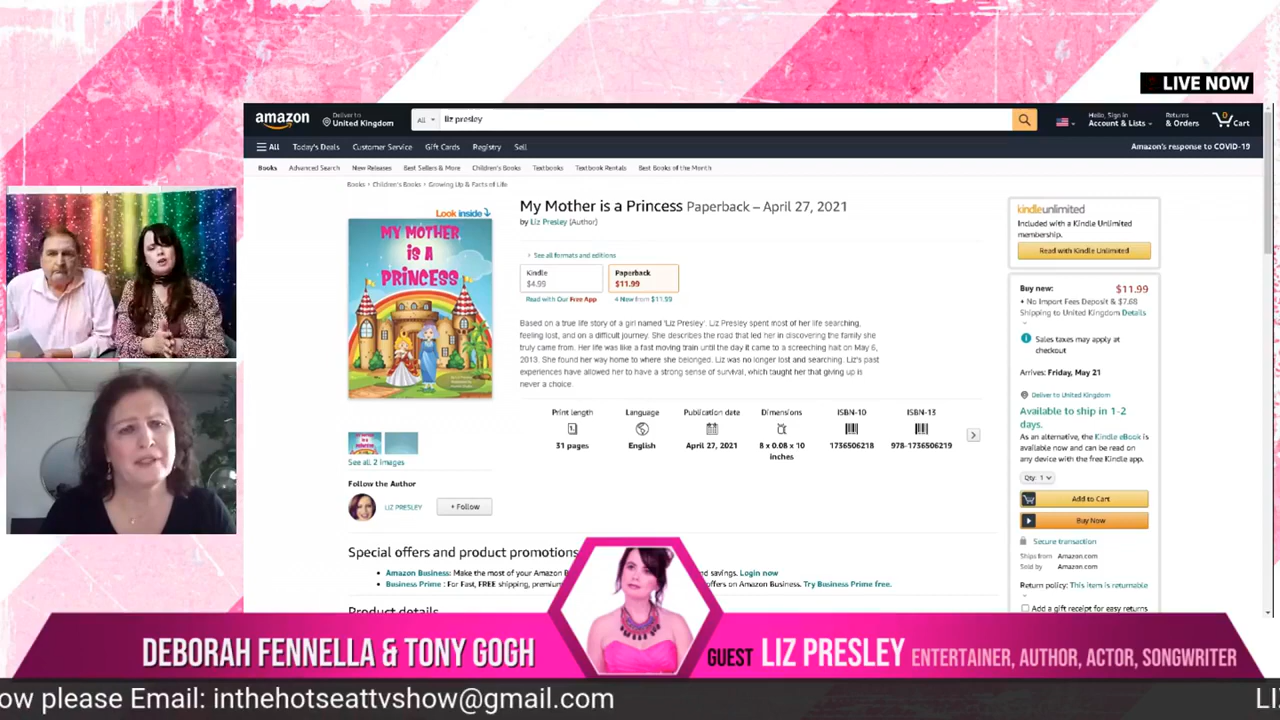 LIVE NOW
amazon
Deliver to
United Kingdom
All
liz presley
Hello, Sign in
Account & Lists
Returns
& Orders
0
Cart
All
Today's Deals
Customer Service
Gift Cards
Registry
Sell
Amazon's response to COVID-19
Books
Advanced Search
New Releases
Best Sellers & More
Children's Books
Textbooks
Textbook Rentals
Best Books of the Month
Books › Children's Books › Growing Up & Facts of Life
Look inside
MY MOTHER
IS A
PRINCESS
See all 2 images
Follow the Author
LIZ PRESLEY
+ Follow
My Mother is a Princess Paperback – April 27, 2021
by Liz Presley (Author)
› See all formats and editions
Kindle
$4.99
Paperback
$11.99
Read with Our Free App
4 New from $11.99
Based on a true life story of a girl named 'Liz Presley'. Liz Presley spent most of her life searching,
feeling lost, and on a difficult journey. She describes the road that led her in discovering the family she
truly came from. Her life was like a fast moving train until the day it came to a screeching halt on May 6,
2013. She found her way home to where she belonged. Liz was no longer lost and searching. Liz's past
experiences have allowed her to have a strong sense of survival, which taught her that giving up is
never a choice.
Print length
31 pages
Language
English
Publication date
April 27, 2021
Dimensions
8 x 0.08 x 10
inches
ISBN-10
1736506218
ISBN-13
978-1736506219
kindleunlimited
Included with a Kindle Unlimited
membership.
Read with Kindle Unlimited
Buy new:
$11.99
• No Import Fees Deposit & $7.68
Shipping to United Kingdom Details
Sales taxes may apply at
checkout
Arrives: Friday, May 21
Deliver to United Kingdom
Available to ship in 1-2
days.
As an alternative, the Kindle eBook is
available now and can be read on
any device with the free Kindle app.
Qty: 1
Add to Cart
Buy Now
Secure transaction
Ships from Amazon.com
Sold by Amazon.com
Return policy: This item is returnable
Add a gift receipt for easy returns
Special offers and product promotions
• Amazon Business: Make the most of your Amazon B
nd savings. Login now
• Business Prime : For Fast, FREE shipping, premium
offers on Amazon Business. Try Business Prime free.
Product details
DEBORAH FENNELLA & TONY GOGH
GUEST LIZ PRESLEY ENTERTAINER, AUTHOR, ACTOR, SONGWRITER
ow please Email: inthehotseattvshow@gmail.com
LI